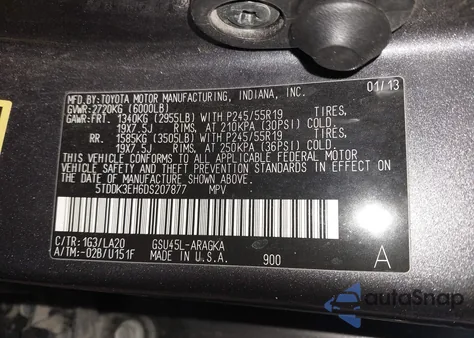 MFD.BY:TOYOTA MOTOR MANUFACTURING, INDIANA, INC. 01/13
GVWR:2720KG (6000LB)
GAWR:FRT. 1340KG (2955LB) WITH P245/55R19 TIRES,
19X7.5J RIMS, AT 210KPA (30PSI) COLD.
RR. 1585KG (3505LB) WITH P245/55R19 TIRES,
19X7.5J RIMS, AT 250KPA (36PSI) COLD.
THIS VEHICLE CONFORMS TO ALL APPLICABLE FEDERAL MOTOR
VEHICLE SAFETY AND THEFT PREVENTION STANDARDS IN
EFFECT ON THE DATE OF MANUFACTURE SHOWN ABOVE.
5TDDK3EH6DS207877 MPV
C/TR:1G3/LA20 GSU45L-ARAGKA
A/TM:-02B/U151F MADE IN U.S.A. 900 A
autoSnap